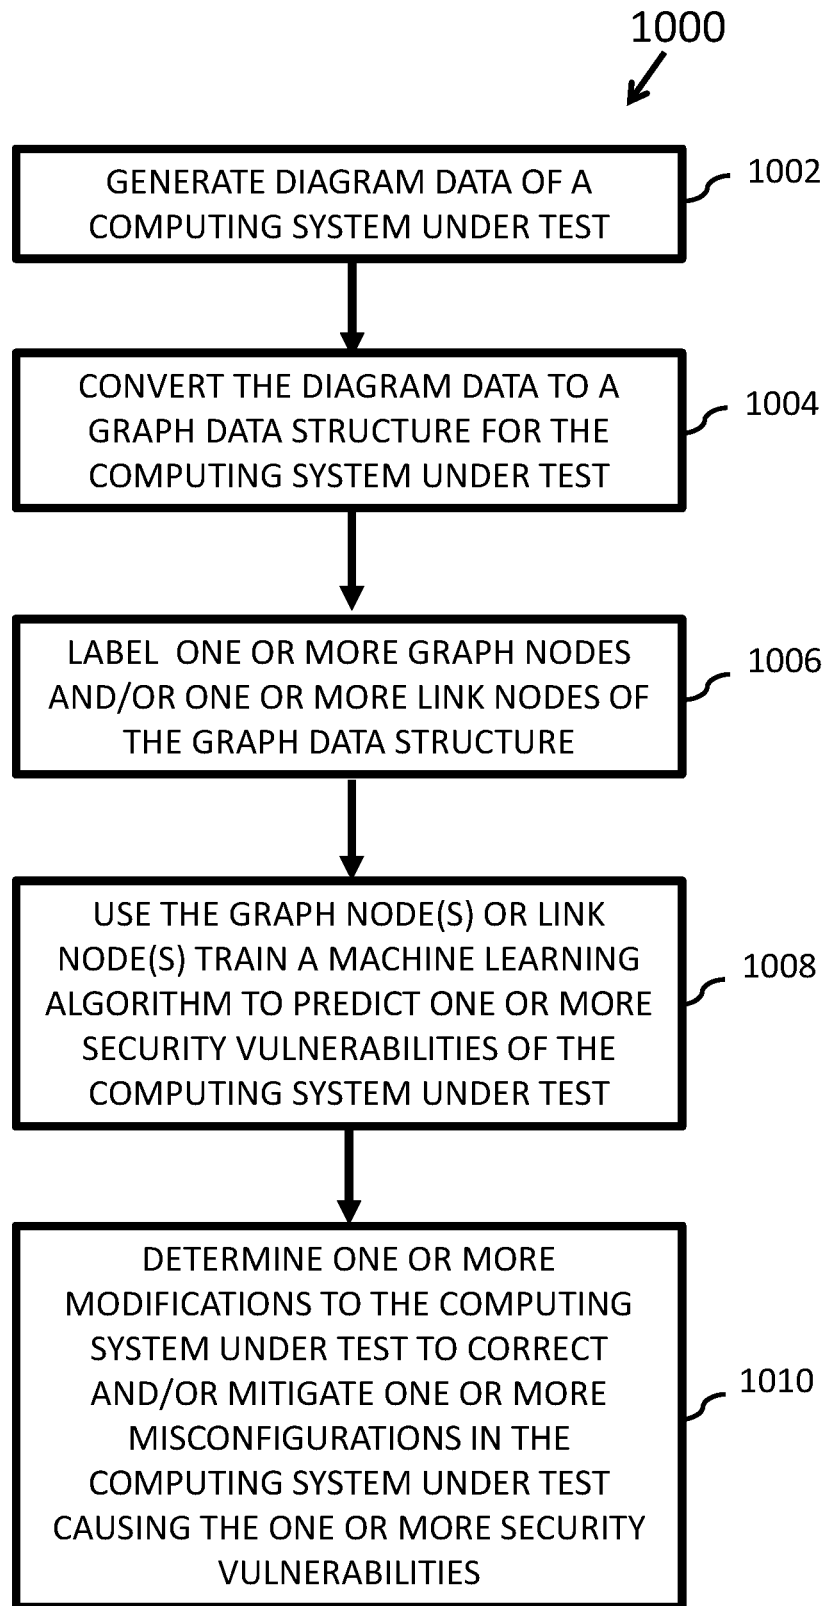 1000
GENERATE DIAGRAM DATA OF A
COMPUTING SYSTEM UNDER TEST
1002
CONVERT THE DIAGRAM DATA TO A
GRAPH DATA STRUCTURE FOR THE
COMPUTING SYSTEM UNDER TEST
1004
LABEL ONE OR MORE GRAPH NODES
AND/OR ONE OR MORE LINK NODES OF
THE GRAPH DATA STRUCTURE
1006
USE THE GRAPH NODE(S) OR LINK
NODE(S) TRAIN A MACHINE LEARNING
ALGORITHM TO PREDICT ONE OR MORE
SECURITY VULNERABILITIES OF THE
COMPUTING SYSTEM UNDER TEST
1008
DETERMINE ONE OR MORE
MODIFICATIONS TO THE COMPUTING
SYSTEM UNDER TEST TO CORRECT
AND/OR MITIGATE ONE OR MORE
MISCONFIGURATIONS IN THE
COMPUTING SYSTEM UNDER TEST
CAUSING THE ONE OR MORE SECURITY
VULNERABILITIES
1010